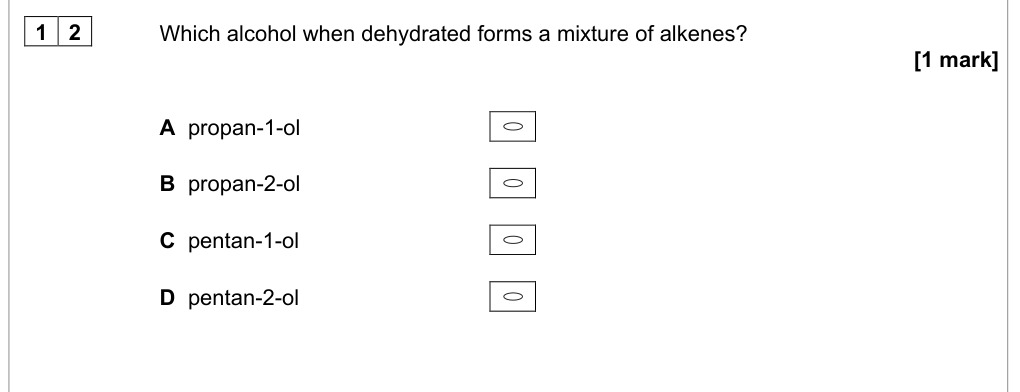 1 2 Which alcohol when dehydrated forms a mixture of alkenes?
[1 mark]
A propan-1-ol
B propan-2-ol
C pentan-1-ol
D pentan-2-ol